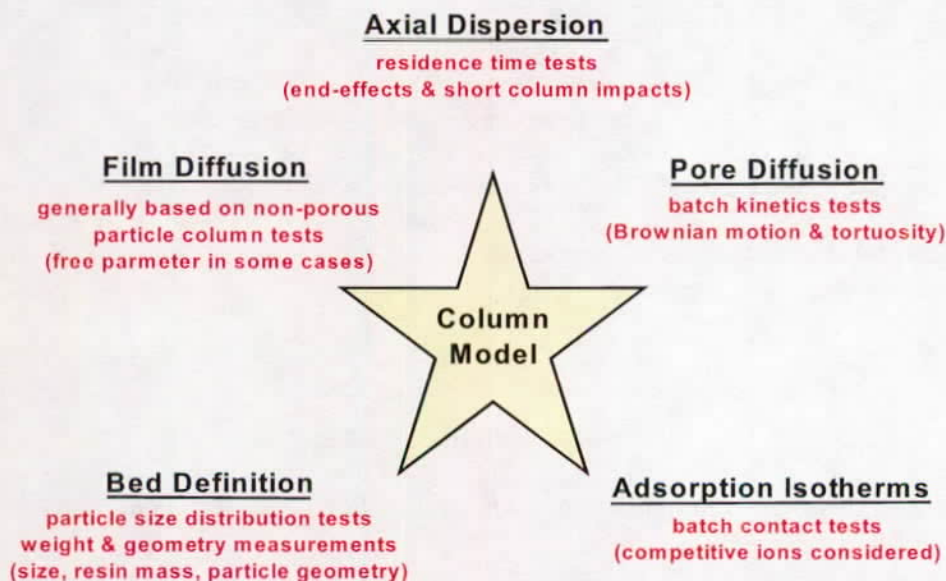 Axial Dispersion
residence time tests
(end-effects & short column impacts)
Film Diffusion
generally based on non-porous
particle column tests
(free parmeter in some cases)
Pore Diffusion
batch kinetics tests
(Brownian motion & tortuosity)
Column
Model
Bed Definition
particle size distribution tests
weight & geometry measurements
(size, resin mass, particle geometry)
Adsorption Isotherms
batch contact tests
(competitive ions considered)